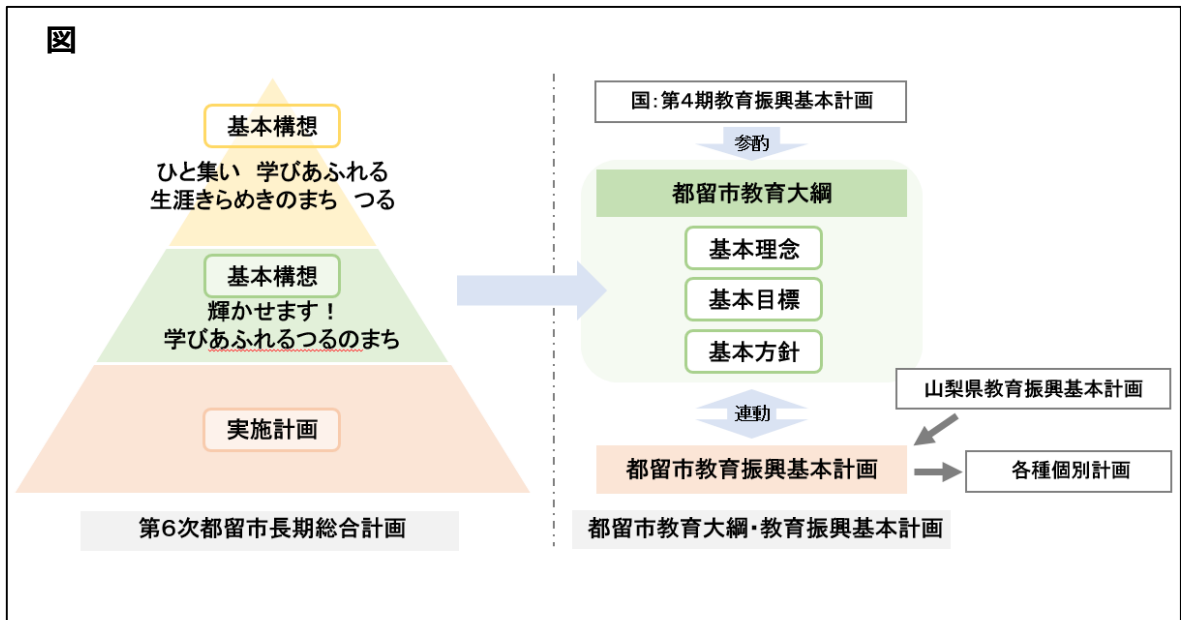 図
基本構想
ひと集い　学びあふれる
生涯きらめきのまち　つる
基本構想
輝かせます！
学びあふれるつるのまち
実施計画
第６次都留市長期総合計画
国：第４期教育振興基本計画
参酌
都留市教育大綱
基本理念
基本目標
基本方針
連動
山梨県教育振興基本計画
都留市教育振興基本計画
各種個別計画
都留市教育大綱・教育振興基本計画